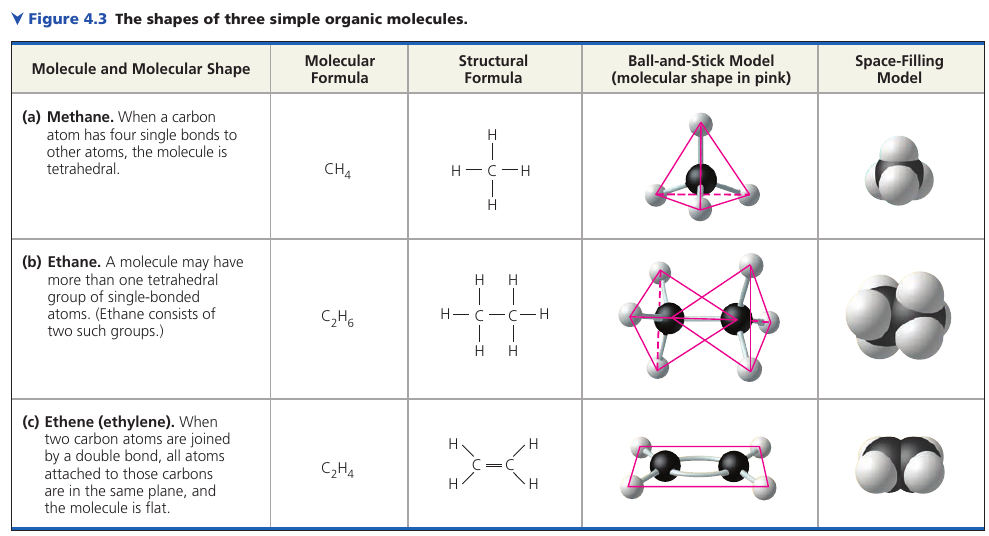 Figure 4.3 The shapes of three simple organic molecules.
Molecule and Molecular Shape
Molecular
Formula
Structural
Formula
Ball-and-Stick Model
(molecular shape in pink)
Space-Filling
Model
(a) Methane. When a carbon
atom has four single bonds to
other atoms, the molecule is
tetrahedral.
CH₄
H
H — C — H
H
(b) Ethane. A molecule may have
more than one tetrahedral
group of single-bonded
atoms. (Ethane consists of
two such groups.)
C₂H₆
H H
H — C — C — H
H H
(c) Ethene (ethylene). When
two carbon atoms are joined
by a double bond, all atoms
attached to those carbons
are in the same plane, and
the molecule is flat.
C₂H₄
H H
C = C
H H